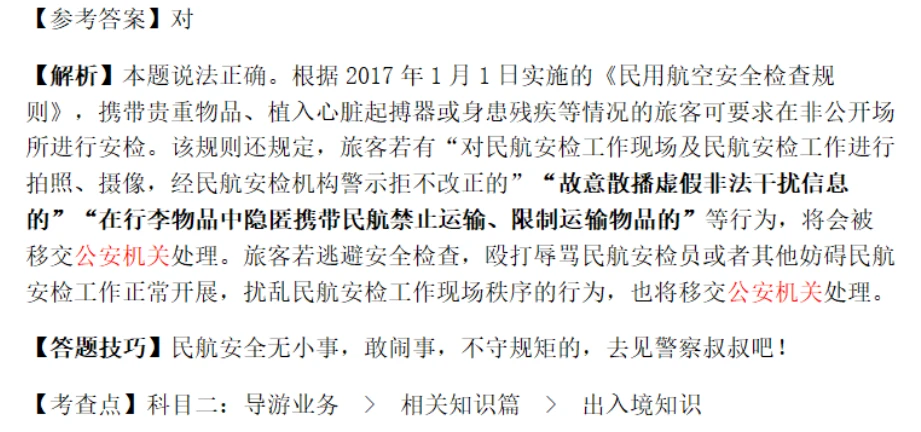 【参考答案】对
【解析】本题说法正确。根据 2017 年 1 月 1 日实施的《民用航空安全检查规
则》，携带贵重物品、植入心脏起搏器或身患残疾等情况的旅客可要求在非公开场
所进行安检。该规则还规定，旅客若有“对民航安检工作现场及民航安检工作进行
拍照、摄像，经民航安检机构警示拒不改正的”“故意散播虚假非法干扰信息
的”“在行李物品中隐匿携带民航禁止运输、限制运输物品的”等行为，将会被
移交公安机关处理。旅客若逃避安全检查，殴打辱骂民航安检员或者其他妨碍民航
安检工作正常开展，扰乱民航安检工作现场秩序的行为，也将移交公安机关处理。
【答题技巧】民航安全无小事，敢闹事，不守规矩的，去见警察叔叔吧！
【考查点】科目二：导游业务 > 相关知识篇 > 出入境知识